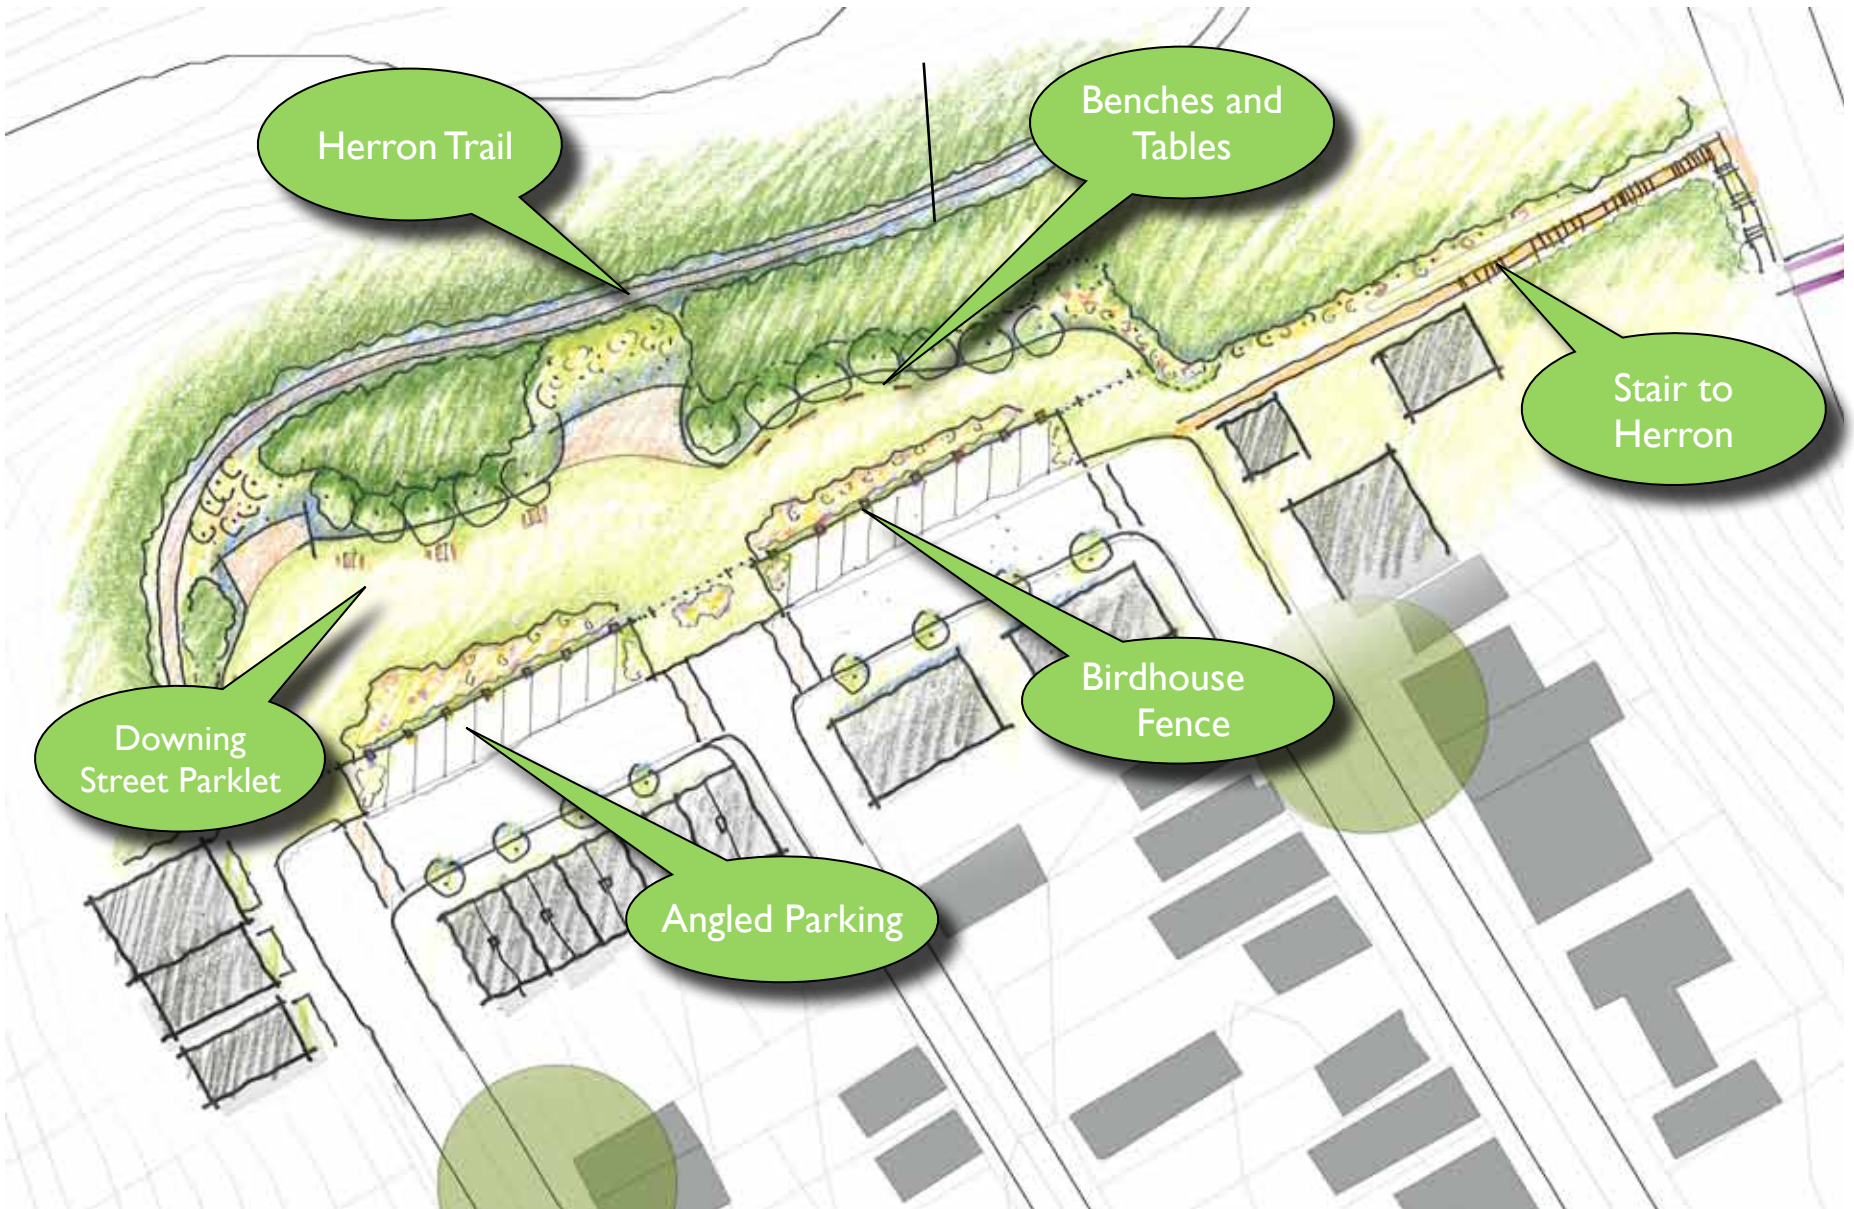 Herron Trail
Benches and
Tables
Stair to
Herron
Birdhouse
Fence
Downing
Street Parklet
Angled Parking